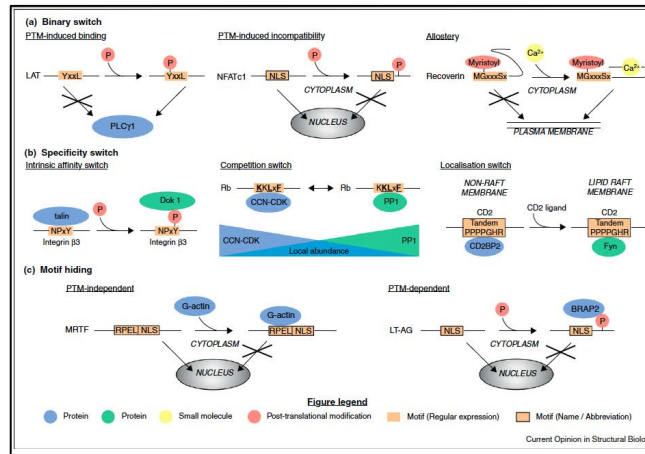 (a) Binary switch
PTM-induced binding
PTM-induced incompatibility
Allostery
P
P
LAT
YxxL
YxxL
PLCγ1
P
NFATc1
NLS
NLS
P
CYTOPLASM
NUCLEUS
Ca²⁺
Myristoyl
Myristoyl
Ca²⁺
Recoverin
MGxxxSx
MGxxxSx
CYTOPLASM
PLASMA MEMBRANE
(b) Specificity switch
Intrinsic affinity switch
Competition switch
Localisation switch
talin
P
Dok 1
P
NPxY
NPxY
Integrin β3
Integrin β3
Rb
KKLxF
Rb
KKLxF
CCN-CDK
PP1
CCN-CDK
PP1
Local abundance
NON-RAFT
MEMBRANE
LIPID RAFT
MEMBRANE
CD2
CD2 ligand
CD2
Tandem
PPPPGHR
Tandem
PPPPGHR
CD2BP2
Fyn
(c) Motif hiding
PTM-independent
PTM-dependent
G-actin
G-actin
MRTF
RPEL NLS
RPEL NLS
CYTOPLASM
NUCLEUS
P
BRAP2
LT-AG
NLS
NLS
P
CYTOPLASM
NUCLEUS
Figure legend
Protein
Protein
Small molecule
Post-translational modification
Motif (Regular expression)
Motif (Name / Abbreviation)
Current Opinion in Structural Biolo